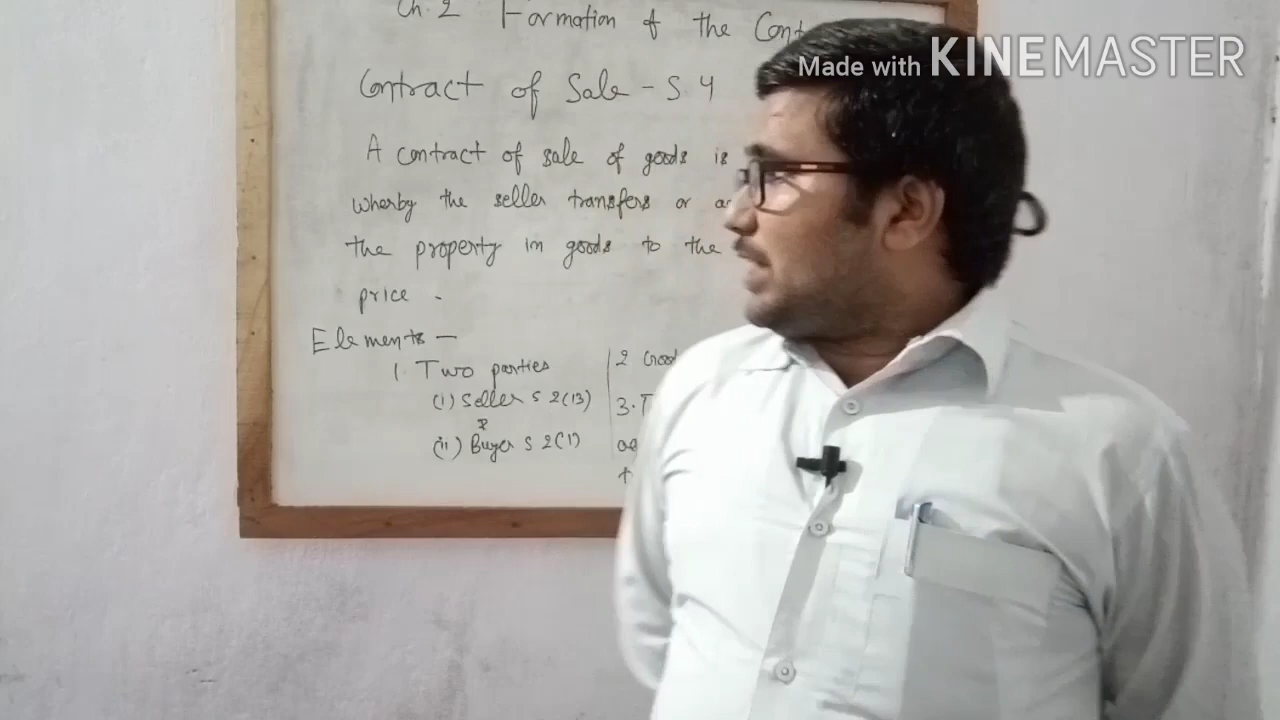 Ch. 2 Formation of the Cont
Made with KINEMASTER
Contract of Sale - S 4
A contract of sale of goods is
wherby the seller transfers or
the property in goods to the
price .
Elements -
1. Two parties
(i) Seller S 2(13)
&
(ii) Buyer S 2(1)
2 Good
3. T